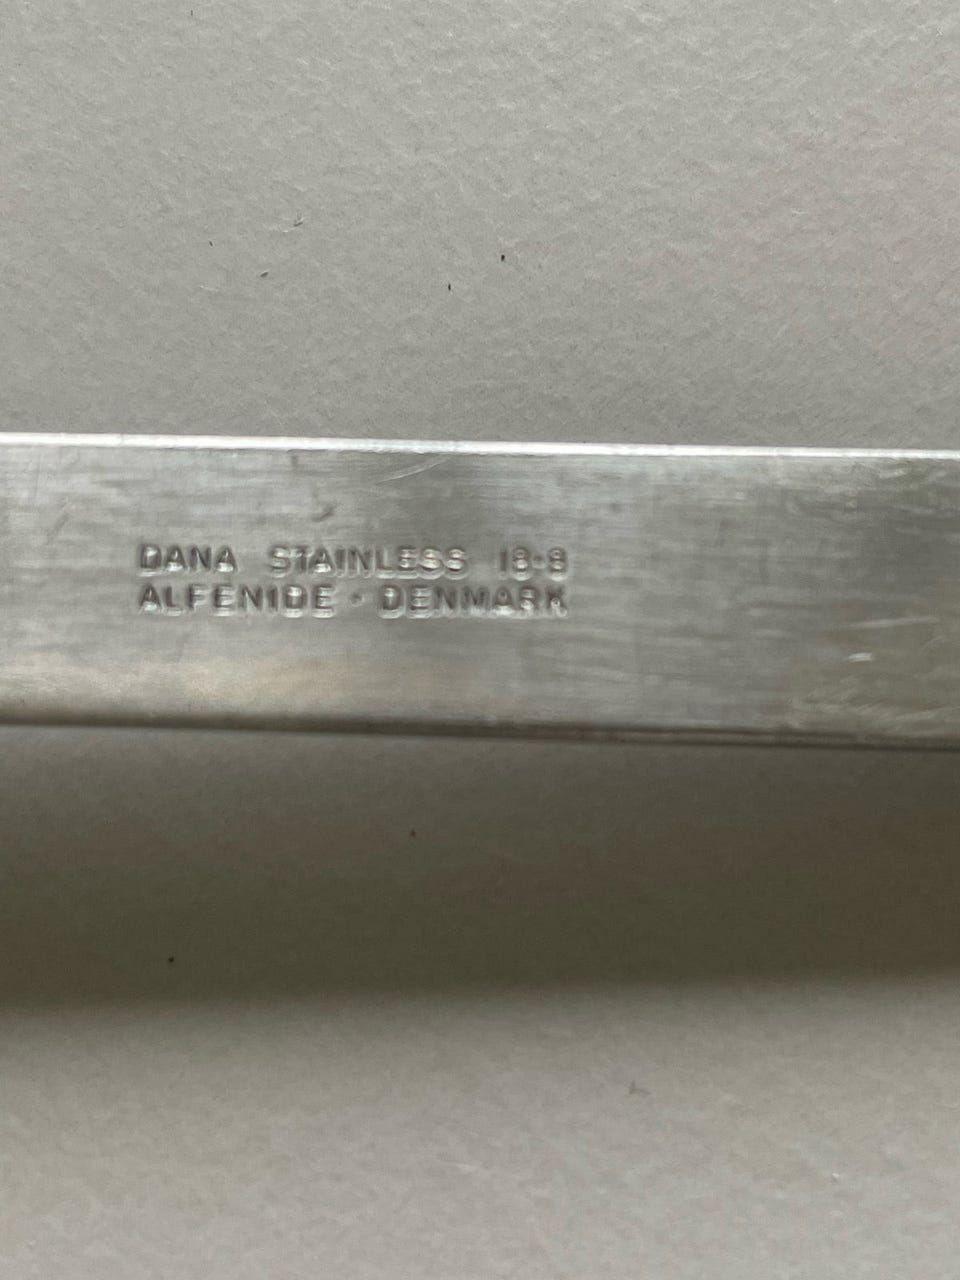 DANA STAINLESS 18-8
ALFENIDE · DENMARK